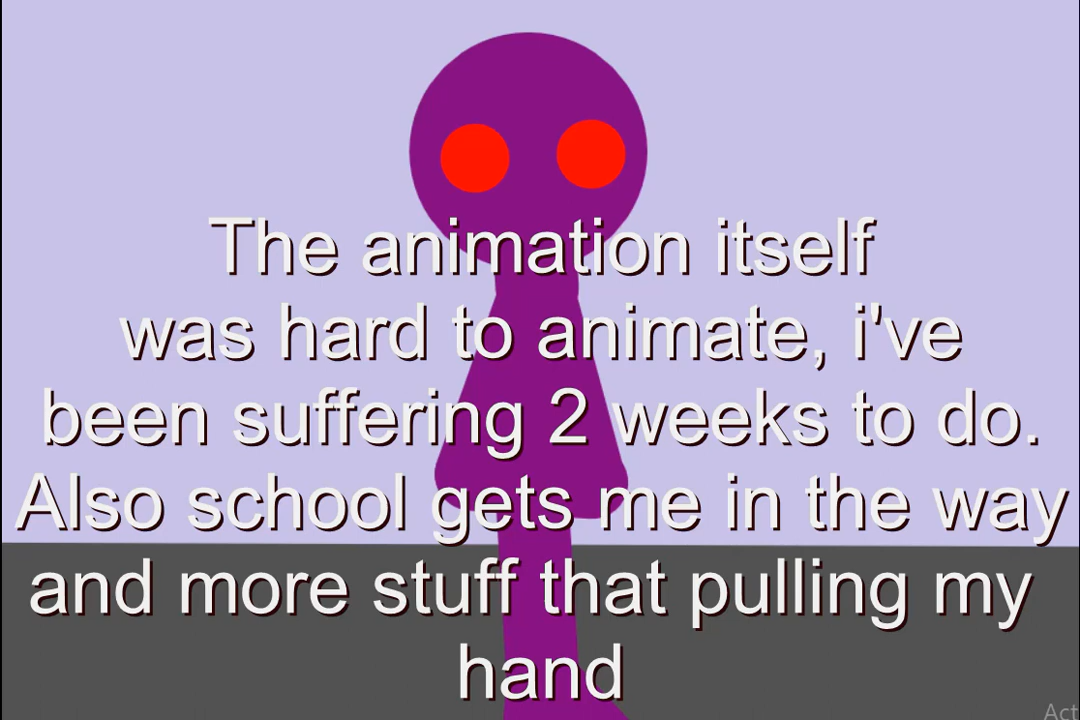 The animation itself
was hard to animate, i've
been suffering 2 weeks to do.
Also school gets me in the way
and more stuff that pulling my
hand
Act